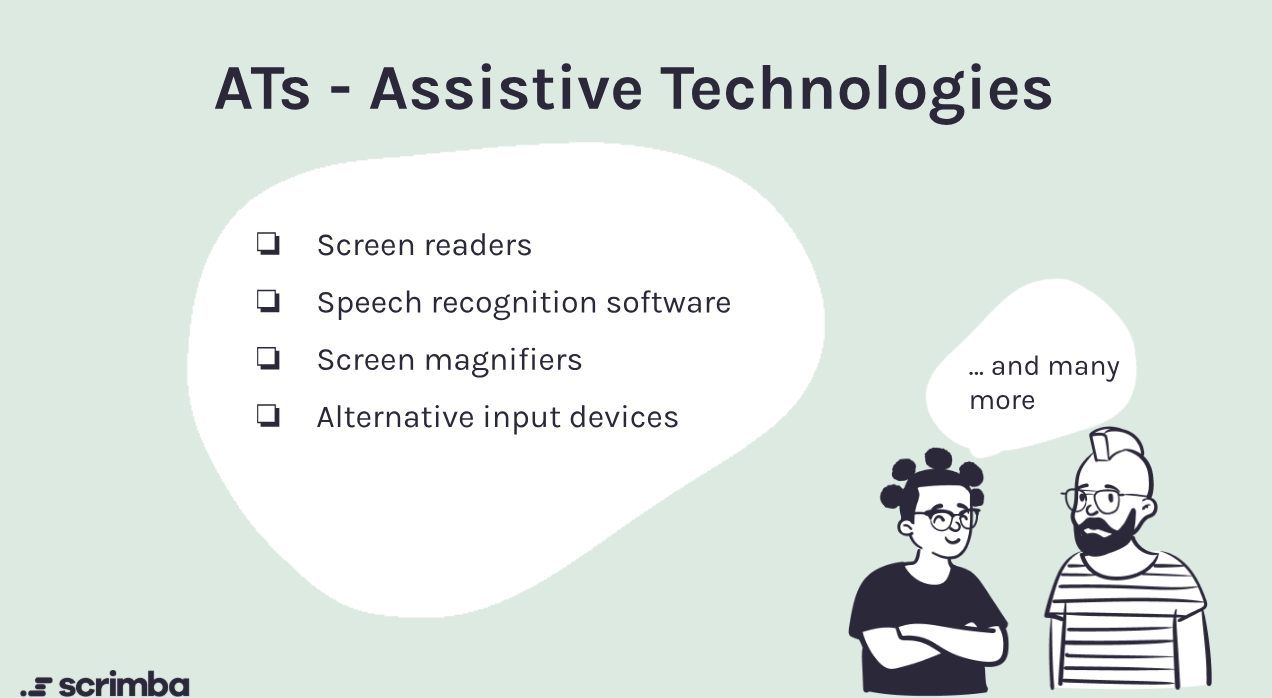 ATs - Assistive Technologies
❏ Screen readers
❏ Speech recognition software
❏ Screen magnifiers
❏ Alternative input devices
... and many
more
scrimba